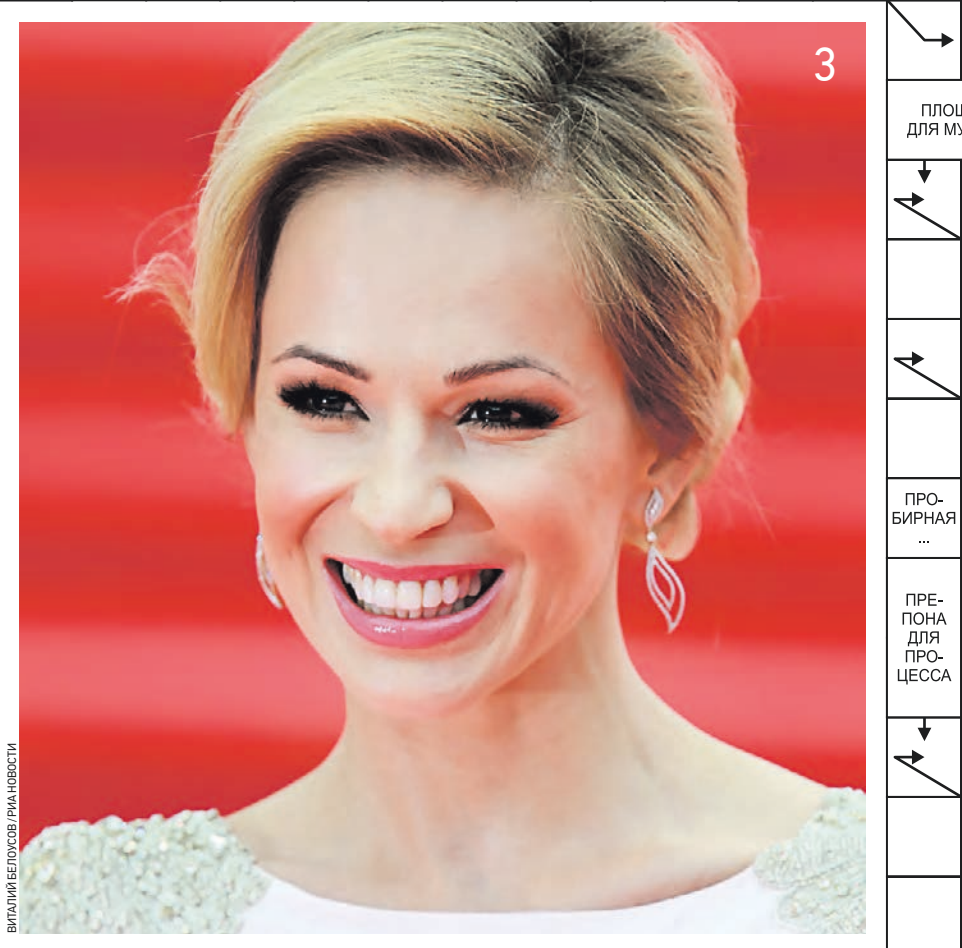 3
ПЛОЩ
ДЛЯ МУ
ПРО-
БИРНАЯ
...
ПРЕ-
ПОНА
ДЛЯ
ПРО-
ЦЕССА
ВИТАЛИЙ БЕЛОУСОВ / РИА НОВОСТИ